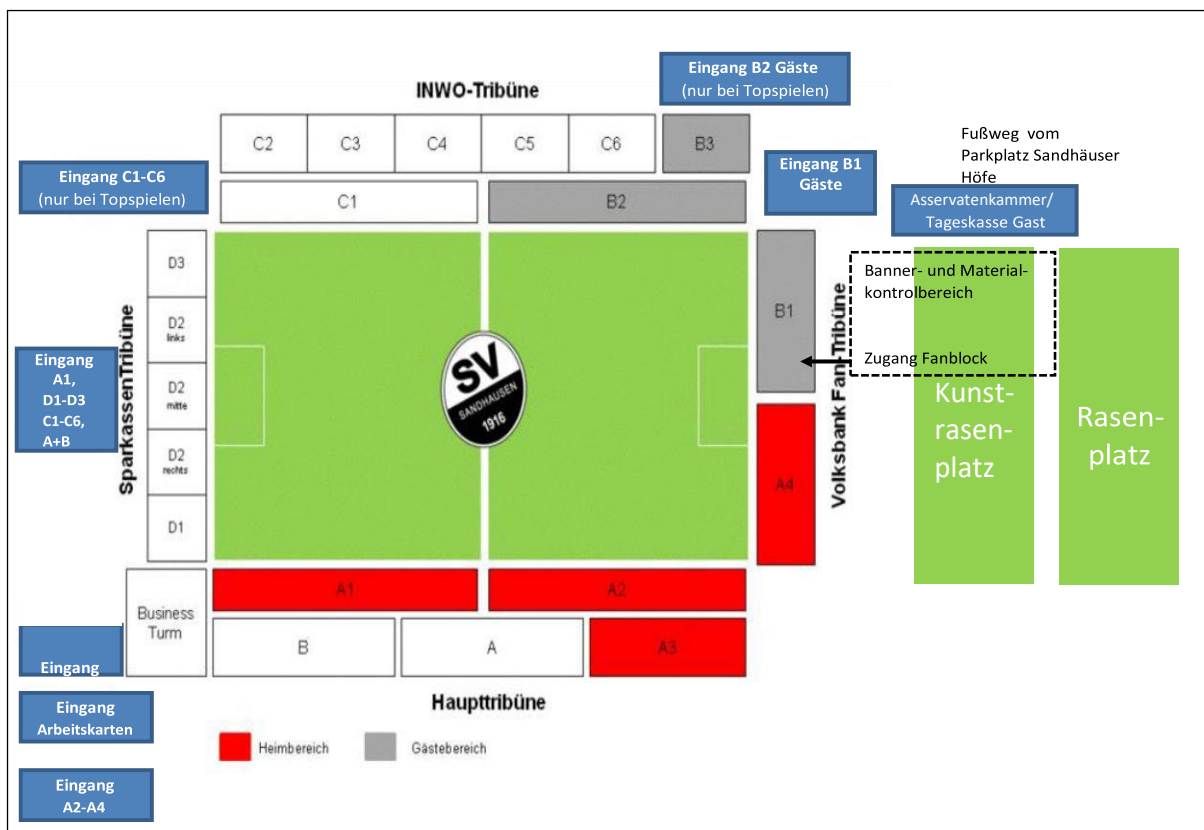 Eingang B2 Gäste
(nur bei Topspielen)
INWO-Tribüne
Fußweg vom
Parkplatz Sandhäuser
Höfe
C2
C3
C4
C5
C6
B3
Eingang B1
Gäste
Eingang C1-C6
(nur bei Topspielen)
C1
B2
Asservatenkammer/
Tageskasse Gast
SparkassenTribüne
D3
D2
links
D2
mitte
D2
rechts
D1
Eingang
A1,
D1-D3
C1-C6,
A+B
SV
SANDHAUSEN
1916
B1
A4
Volksbank Fan-Tribüne
Banner- und Material-
kontrolbereich
Zugang Fanblock
Kunst-
rasen-
platz
Rasen-
platz
A1
A2
Business
Turm
B
A
A3
Eingang
Haupttribüne
Eingang
Arbeitskarten
Heimbereich
Gästebereich
Eingang
A2-A4